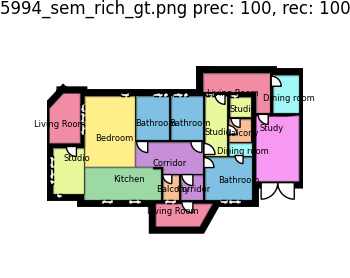 5994_sem_rich_gt.png prec: 100, rec: 100
Living Room
Dining room
Studio
Living Room
Bathroom
Bathroom
Studio
Balcony
Study
Bedroom
Dining room
Studio
Corridor
Kitchen
Balcony
Corridor
Bathroom
Living Room